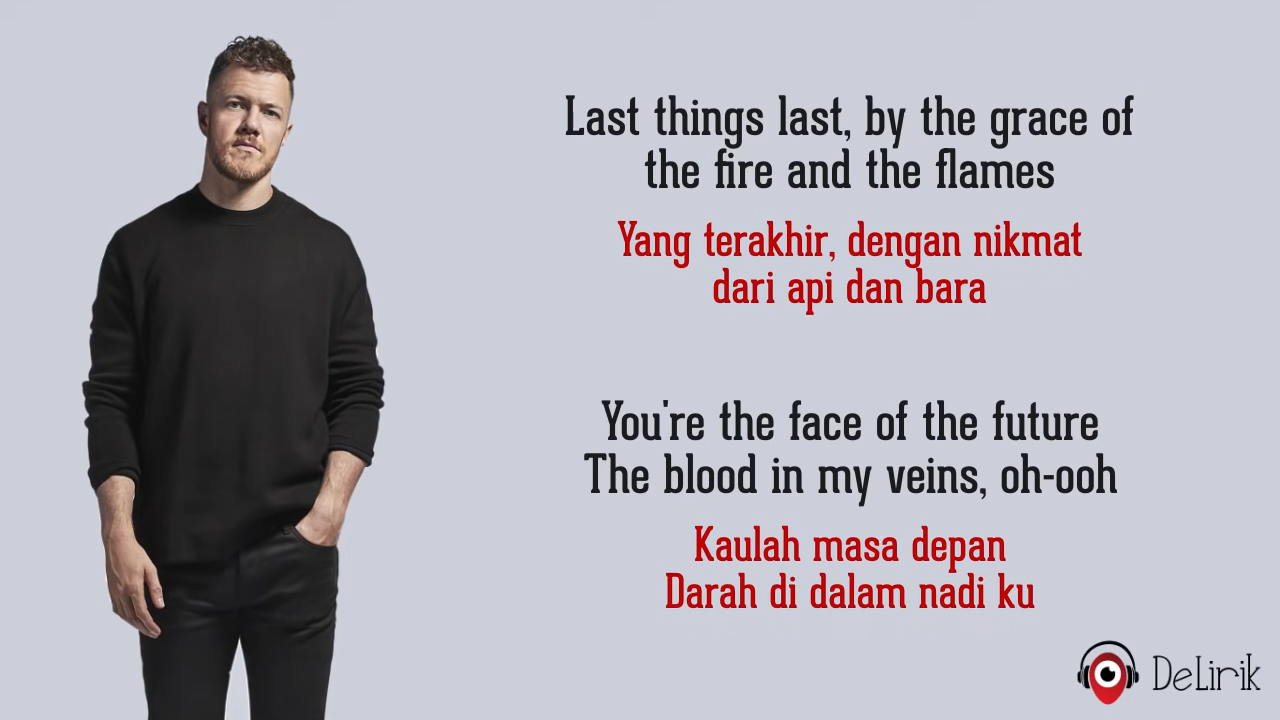 Last things last, by the grace of
the fire and the flames
Yang terakhir, dengan nikmat
dari api dan bara
You're the face of the future
The blood in my veins, oh-ooh
Kaulah masa depan
Darah di dalam nadi ku
DeLirik